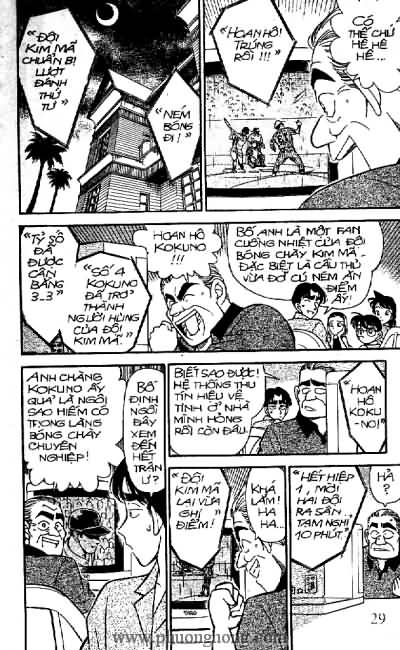 CÓ
THẾ CHỨ
HÊ HÊ
HÊ...
"HOAN HÔ!
TRÚNG
RỒI!!!"
"NÉM
BÓNG
ĐI!"
"ĐỘI
KIM MÃ
CHUẨN BỊ
LƯỢT
ĐÁNH
THỨ
TƯ"
BỐ ANH LÀ MỘT FAN
CUỒNG NHIỆT CỦA ĐỘI
BÓNG CHÀY KIM MÃ -
ĐẶC BIỆT LÀ CẦU THỦ
VỪA ĐỠ CÚ NÉM ĂN
ĐIỂM
ẤY!
HOAN HÔ
KOKUNO
!!!
"SỐ 4
KOKUNO
ĐÃ TRỞ
THÀNH
NGƯỜI HÙNG
CỦA ĐỘI
KIM MÃ."
"TỶ SỐ
ĐÃ
ĐƯỢC
CÂN
BẰNG
3-3"
"HOAN
HÔ
KOKU
-NO!"
BIẾT SAO ĐƯỢC!
HỆ THỐNG THU
TÍN HIỆU VỆ
TINH Ở NHÀ
MÌNH HỎNG
RỒI CÒN ĐÂU.
BỐ
ĐỊNH
NGỒI
ĐÂY
XEM
ĐẾN
HẾT
TRẬN
Ư?
ANH CHÀNG
KOKUNO ẤY
QUẢ LÀ NGÔI
SAO HIẾM CÓ
TRONG LÀNG
BÓNG CHÀY
CHUYÊN
NGHIỆP!
HẢ
?
"HẾT HIỆP
1, MỜI
HAI ĐỘI
RA SÂN.
TẠM NGHỈ
10 PHÚT."
KHÁ
LẮM!
HA
HA...
"ĐỘI
KIM MÃ
LẠI VỪA
GHI
ĐIỂM!"
29
www.phuonghong.com